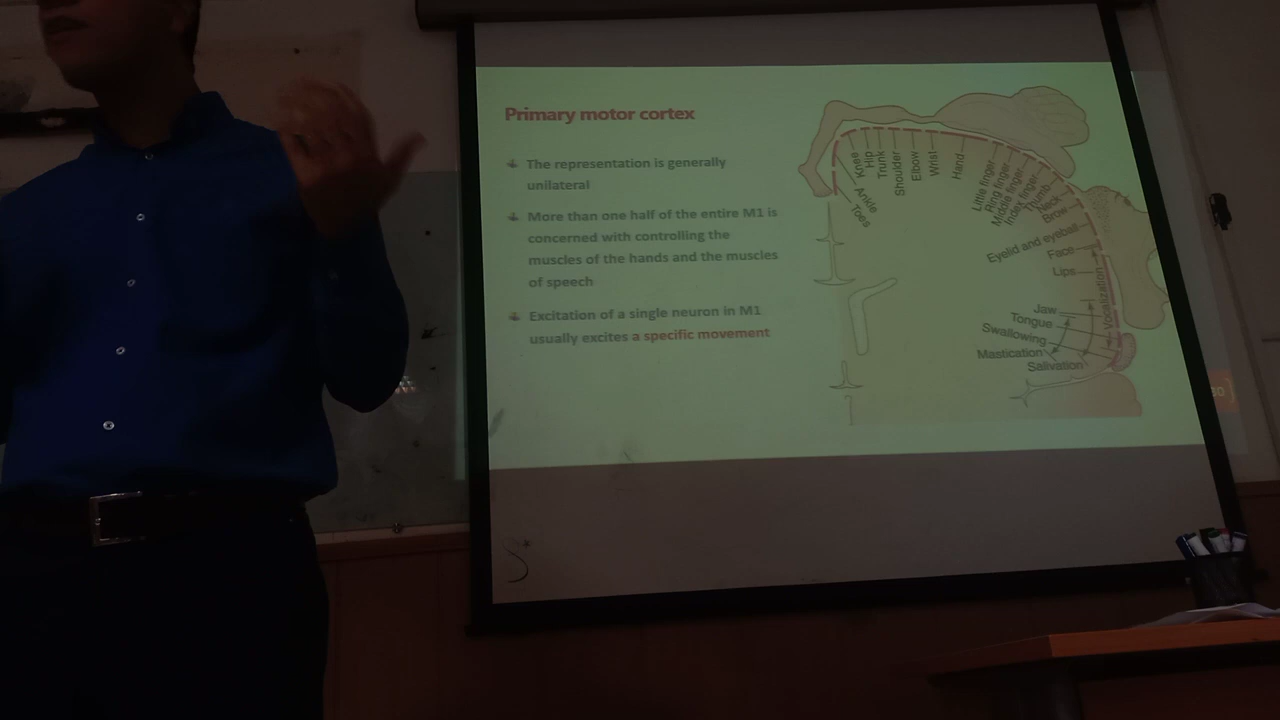 Primary motor cortex
The representation is generally
unilateral
More than one half of the entire M1 is
concerned with controlling the
muscles of the hands and the muscles
of speech
Excitation of a single neuron in M1
usually excites a specific movement
Toes
Ankle
Knee
Hip
Trunk
Shoulder
Elbow
Wrist
Hand
Little finger
Ring finger
Middle finger
Index finger
Thumb
Neck
Brow
Eyelid and eyeball
Face
Lips
Vocalization
Jaw
Tongue
Swallowing
Mastication
Salivation